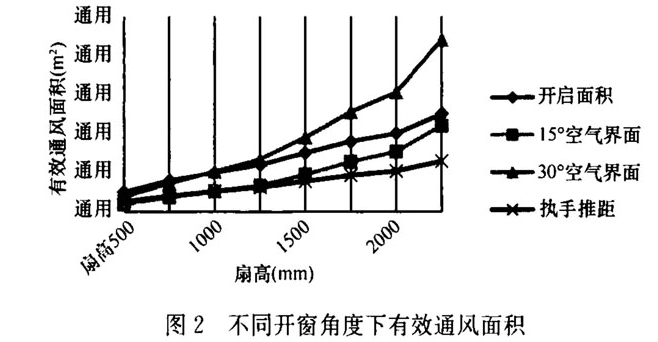 通用
通用
通用
通用
通用
通用
有效通风面积(m²)
扇高500
1000
1500
2000
扇高(mm)
开启面积
15°空气界面
30°空气界面
执手推距
图2 不同开窗角度下有效通风面积